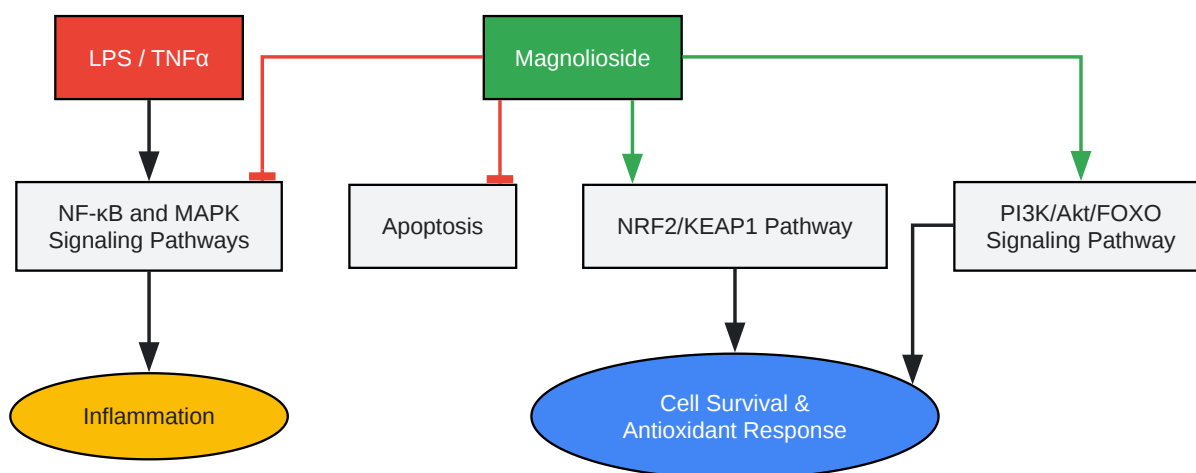 LPS / TNFα
Magnolioside
NF-κB and MAPK
Signaling Pathways
Apoptosis
NRF2/KEAP1 Pathway
PI3K/Akt/FOXO
Signaling Pathway
Inflammation
Cell Survival &
Antioxidant Response